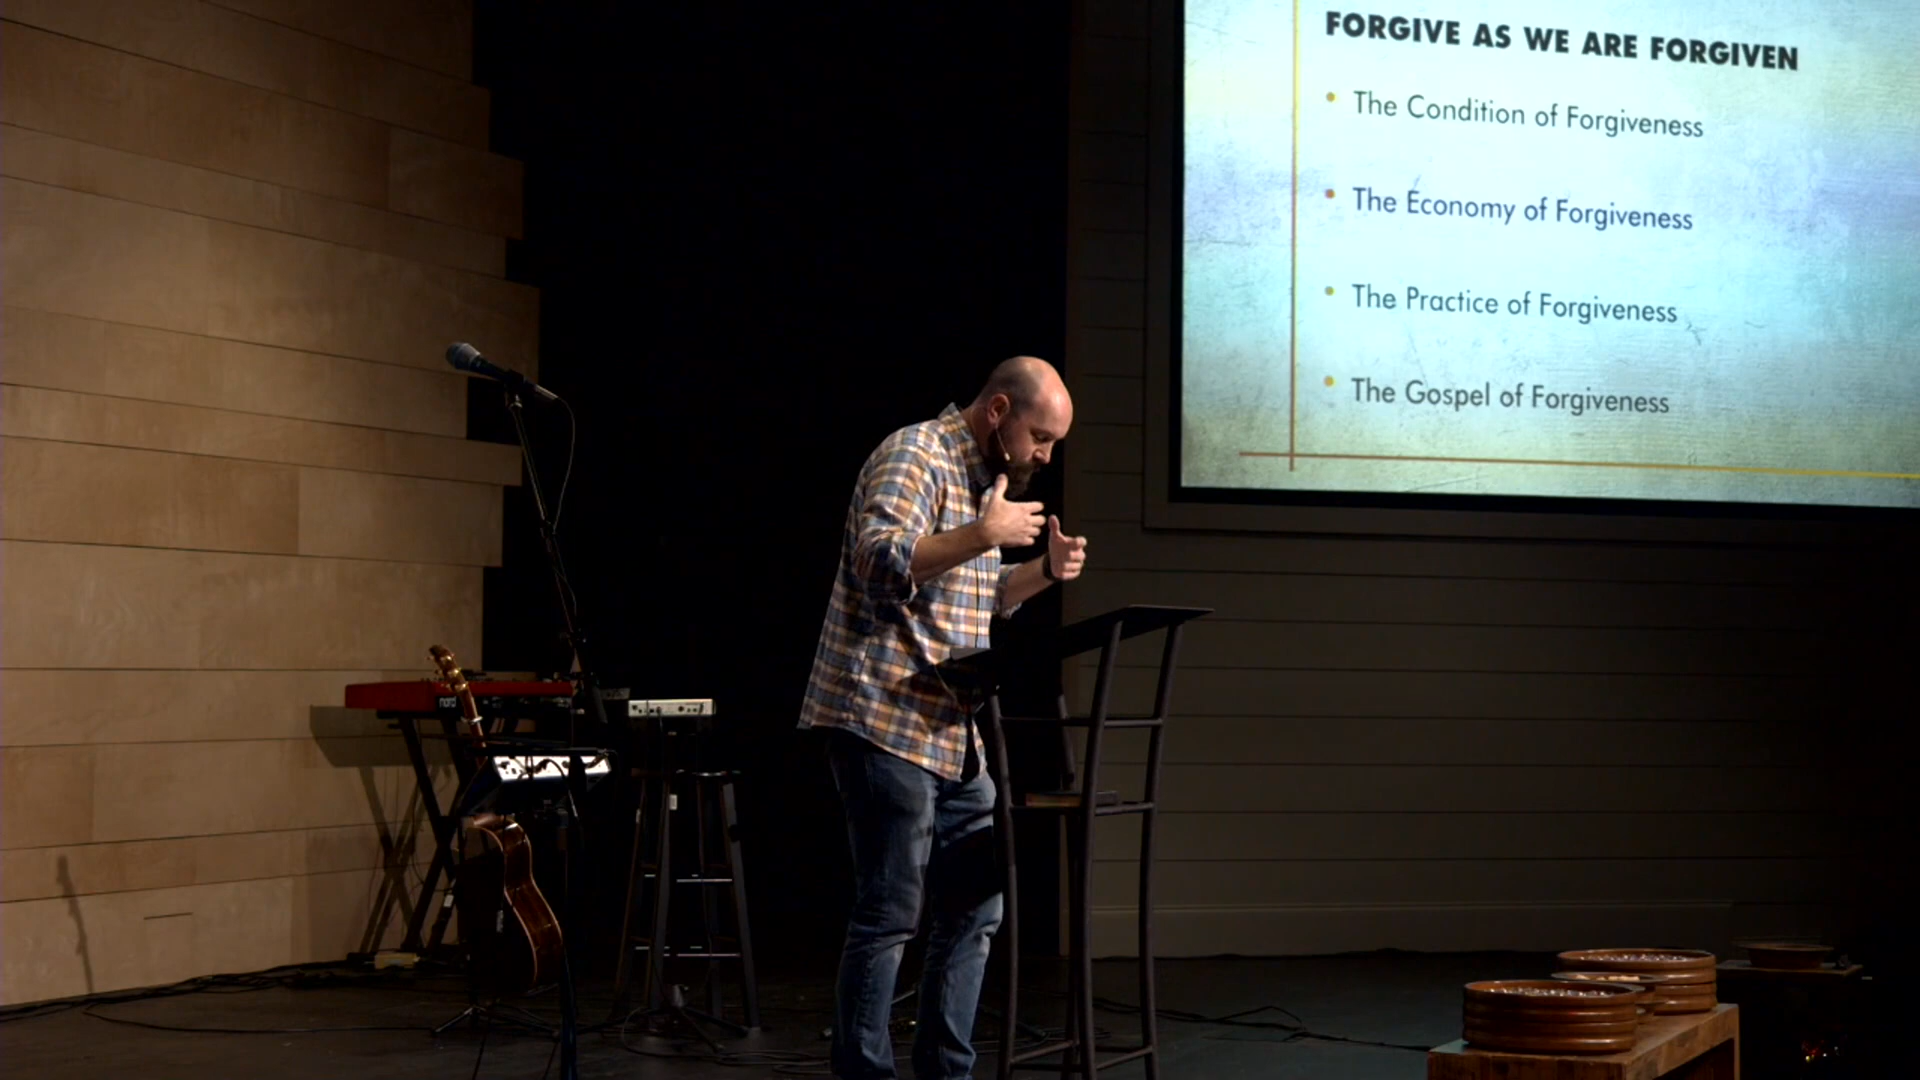 FORGIVE AS WE ARE FORGIVEN
• The Condition of Forgiveness
• The Economy of Forgiveness
• The Practice of Forgiveness
• The Gospel of Forgiveness
nord